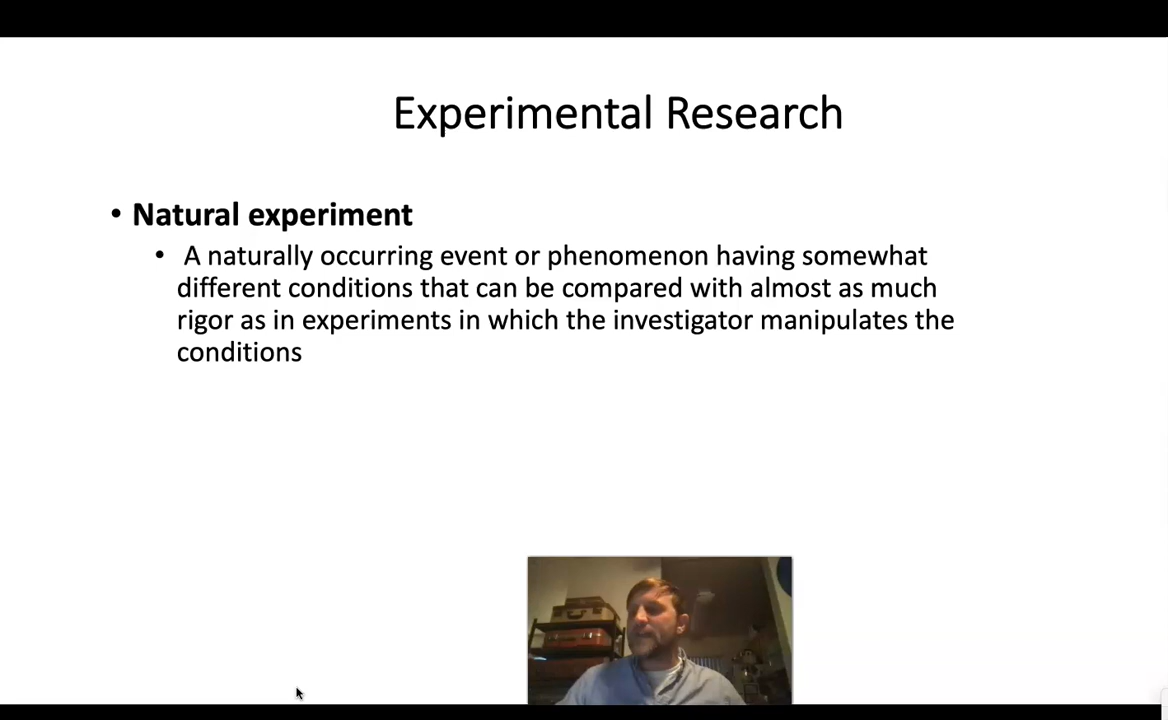 Experimental Research
• Natural experiment
• A naturally occurring event or phenomenon having somewhat
different conditions that can be compared with almost as much
rigor as in experiments in which the investigator manipulates the
conditions